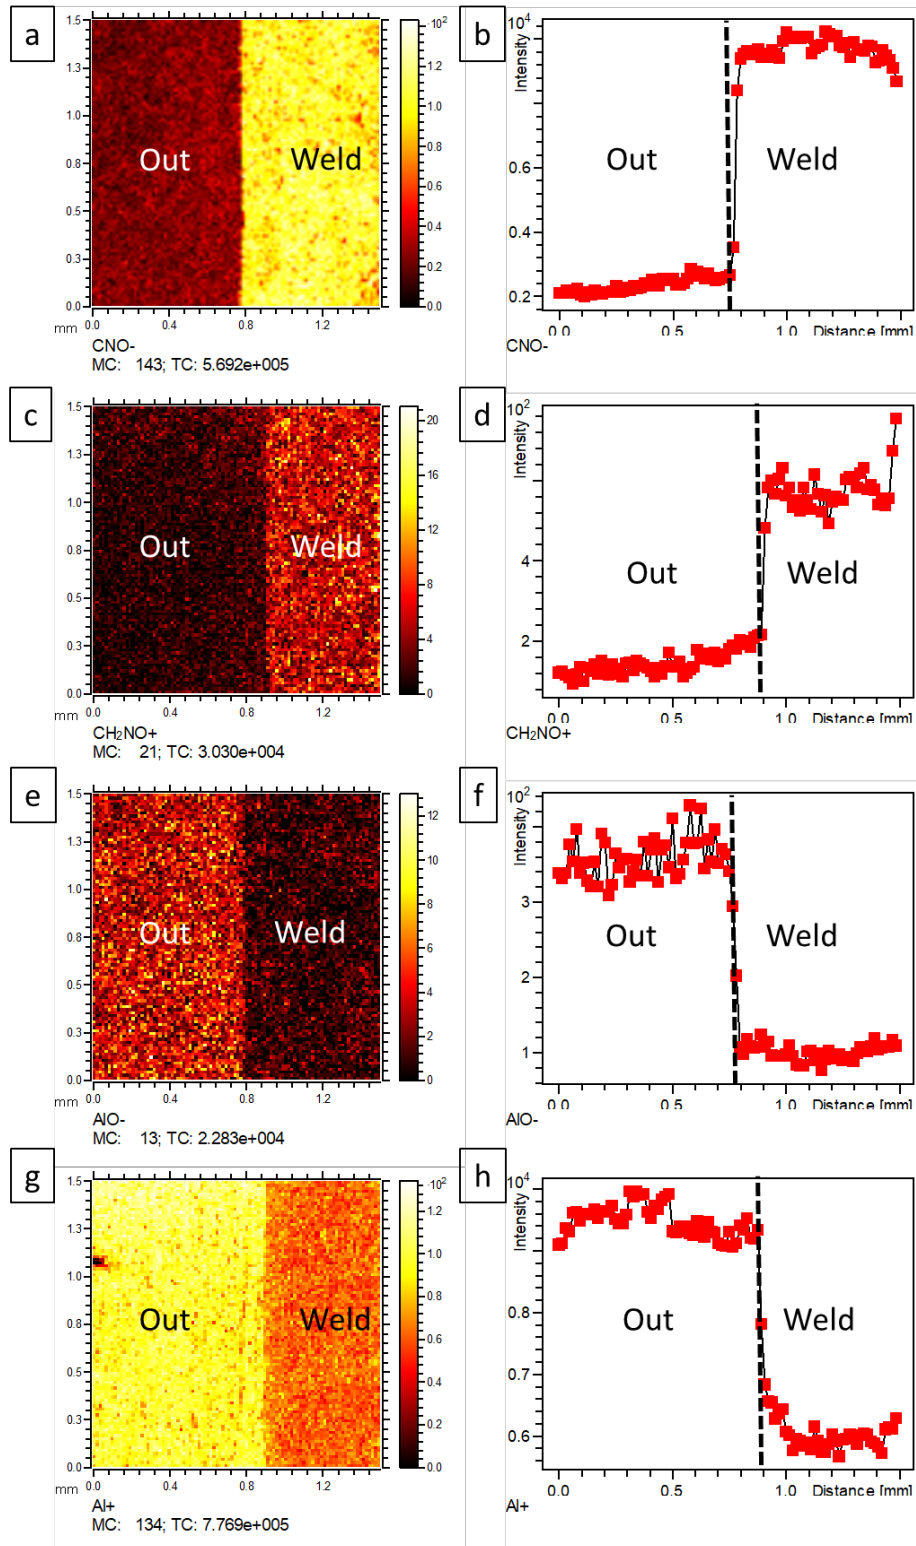 a
1.5
1.3
1.0
0.8
0.5
0.3
0.0
mm
0.0 0.4 0.8 1.2
Out
Weld
·10²
1.2
1.0
0.8
0.6
0.4
0.2
0.0
CNO-
MC: 143; TC: 5.692e+005
b
10⁴
Intensity
0.6
0.4
0.2
Out
Weld
0.0 0.5 1.0 Distance [mm]
CNO-
c
1.5
1.3
1.0
0.8
0.5
0.3
0.0
mm
0.0 0.4 0.8 1.2
Out
Weld
20
16
14
12
8
4
0
CH₂NO+
MC: 21; TC: 3.030e+004
d
10²
Intensity
4
2
Out
Weld
0.0 0.5 1.0 Distance [mm]
CH₂NO+
e
1.5
1.3
1.0
0.8
0.5
0.3
0.0
mm
0.0 0.4 0.8 1.2
Out
Weld
12
10
8
6
4
2
0
AlO-
MC: 13; TC: 2.283e+004
f
10²
Intensity
3
2
1
Out
Weld
0.0 0.5 1.0 Distance [mm]
AlO-
g
1.5
1.3
1.0
0.8
0.5
0.3
0.0
mm
0.0 0.4 0.8 1.2
Out
Weld
·10²
1.2
1.0
0.8
0.6
0.4
0.2
0.0
Al+
MC: 134; TC: 7.769e+005
h
10⁴
Intensity
0.8
0.7
0.6
Out
Weld
0.0 0.5 1.0 Distance [mm]
Al+